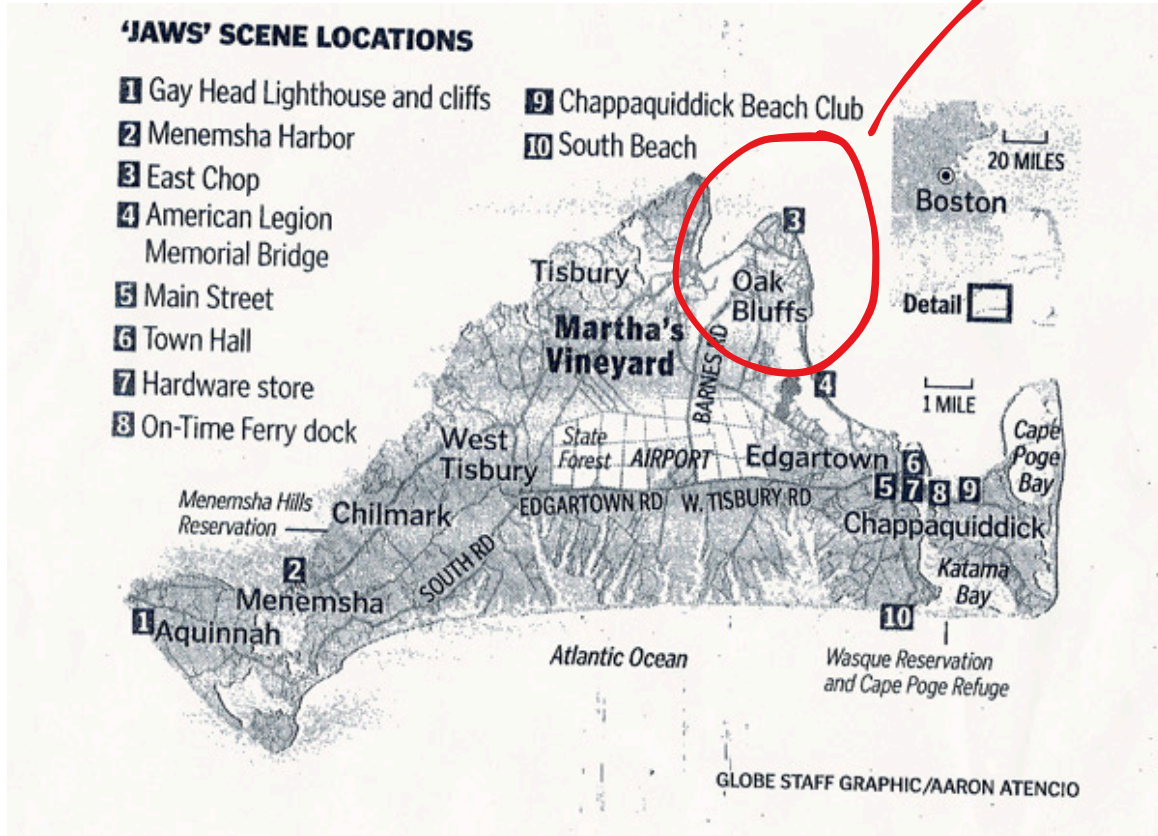 'JAWS' SCENE LOCATIONS
1 Gay Head Lighthouse and cliffs
2 Menemsha Harbor
3 East Chop
4 American Legion
Memorial Bridge
5 Main Street
6 Town Hall
7 Hardware store
8 On-Time Ferry dock
9 Chappaquiddick Beach Club
10 South Beach
20 MILES
Boston
Detail
3
Tisbury
Oak
Bluffs
Martha's
Vineyard
BARNES RD
4
1 MILE
West
Tisbury
State
Forest
AIRPORT
Edgartown
6
Cape
Poge
Bay
5
7
8
9
EDGARTOWN RD
W. TISBURY RD
Menemsha Hills
Reservation
Chilmark
Chappaquiddick
SOUTH RD
2
Menemsha
Katama
Bay
1
Aquinnah
10
Atlantic Ocean
Wasque Reservation
and Cape Poge Refuge
GLOBE STAFF GRAPHIC/AARON ATENCIO